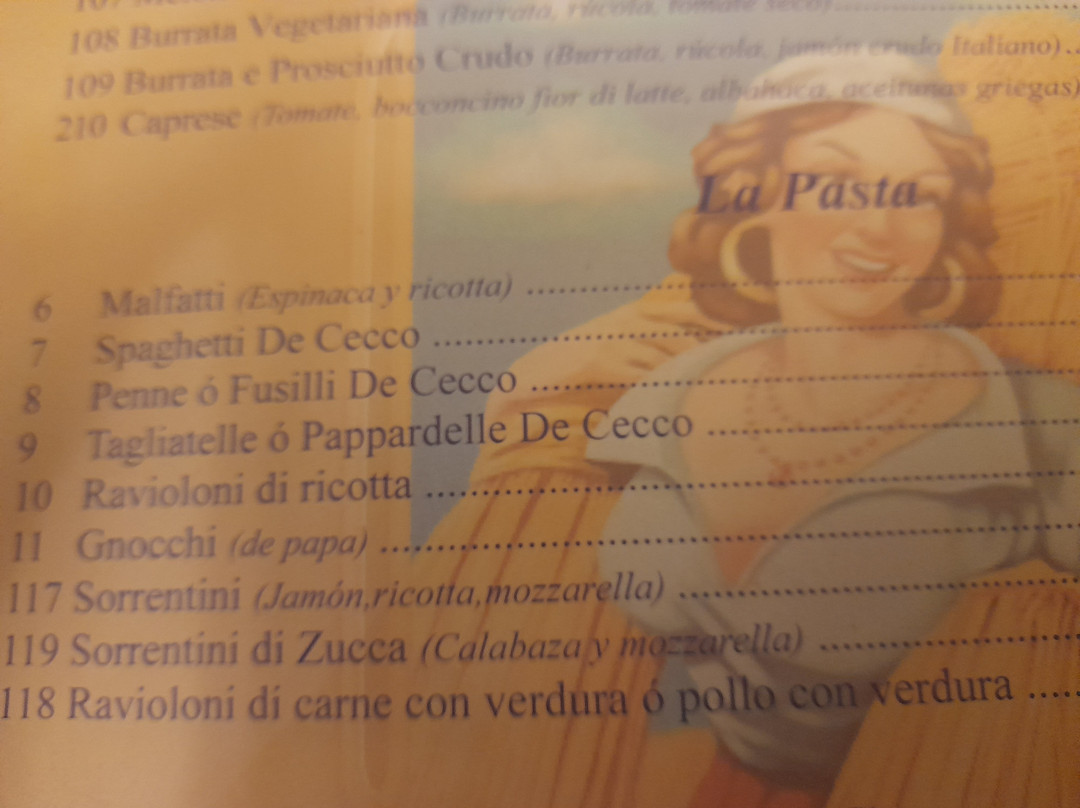 108 Burrata Vegetariana (Burrata, rúcola, tomate seco)
109 Burrata e Prosciutto Crudo (Burrata, rúcola, jamón crudo Italiano)
210 Caprese (Tomate, bocconcino fior di latte, albahaca, aceitunas griegas)
La Pasta
6 Malfatti (Espinaca y ricotta)
7 Spaghetti De Cecco
8 Penne ó Fusilli De Cecco
9 Tagliatelle ó Pappardelle De Cecco
10 Ravioloni di ricotta
11 Gnocchi (de papa)
117 Sorrentini (Jamón,ricotta,mozzarella)
119 Sorrentini di Zucca (Calabaza y mozzarella)
118 Ravioloni di carne con verdura ó pollo con verdura